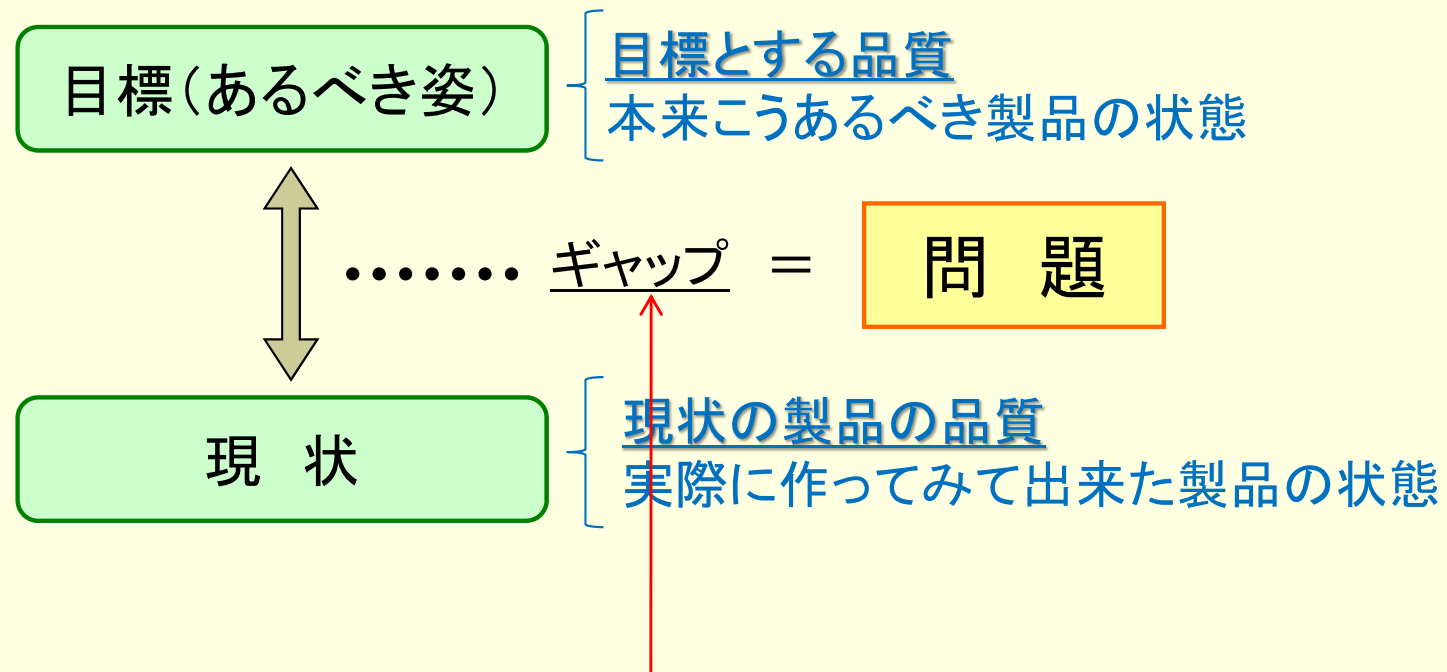 目標（あるべき姿）
目標とする品質
本来こうあるべき製品の状態
・・・・・・・ ギャップ ＝ 問　題
現　状
現状の製品の品質
実際に作ってみて出来た製品の状態